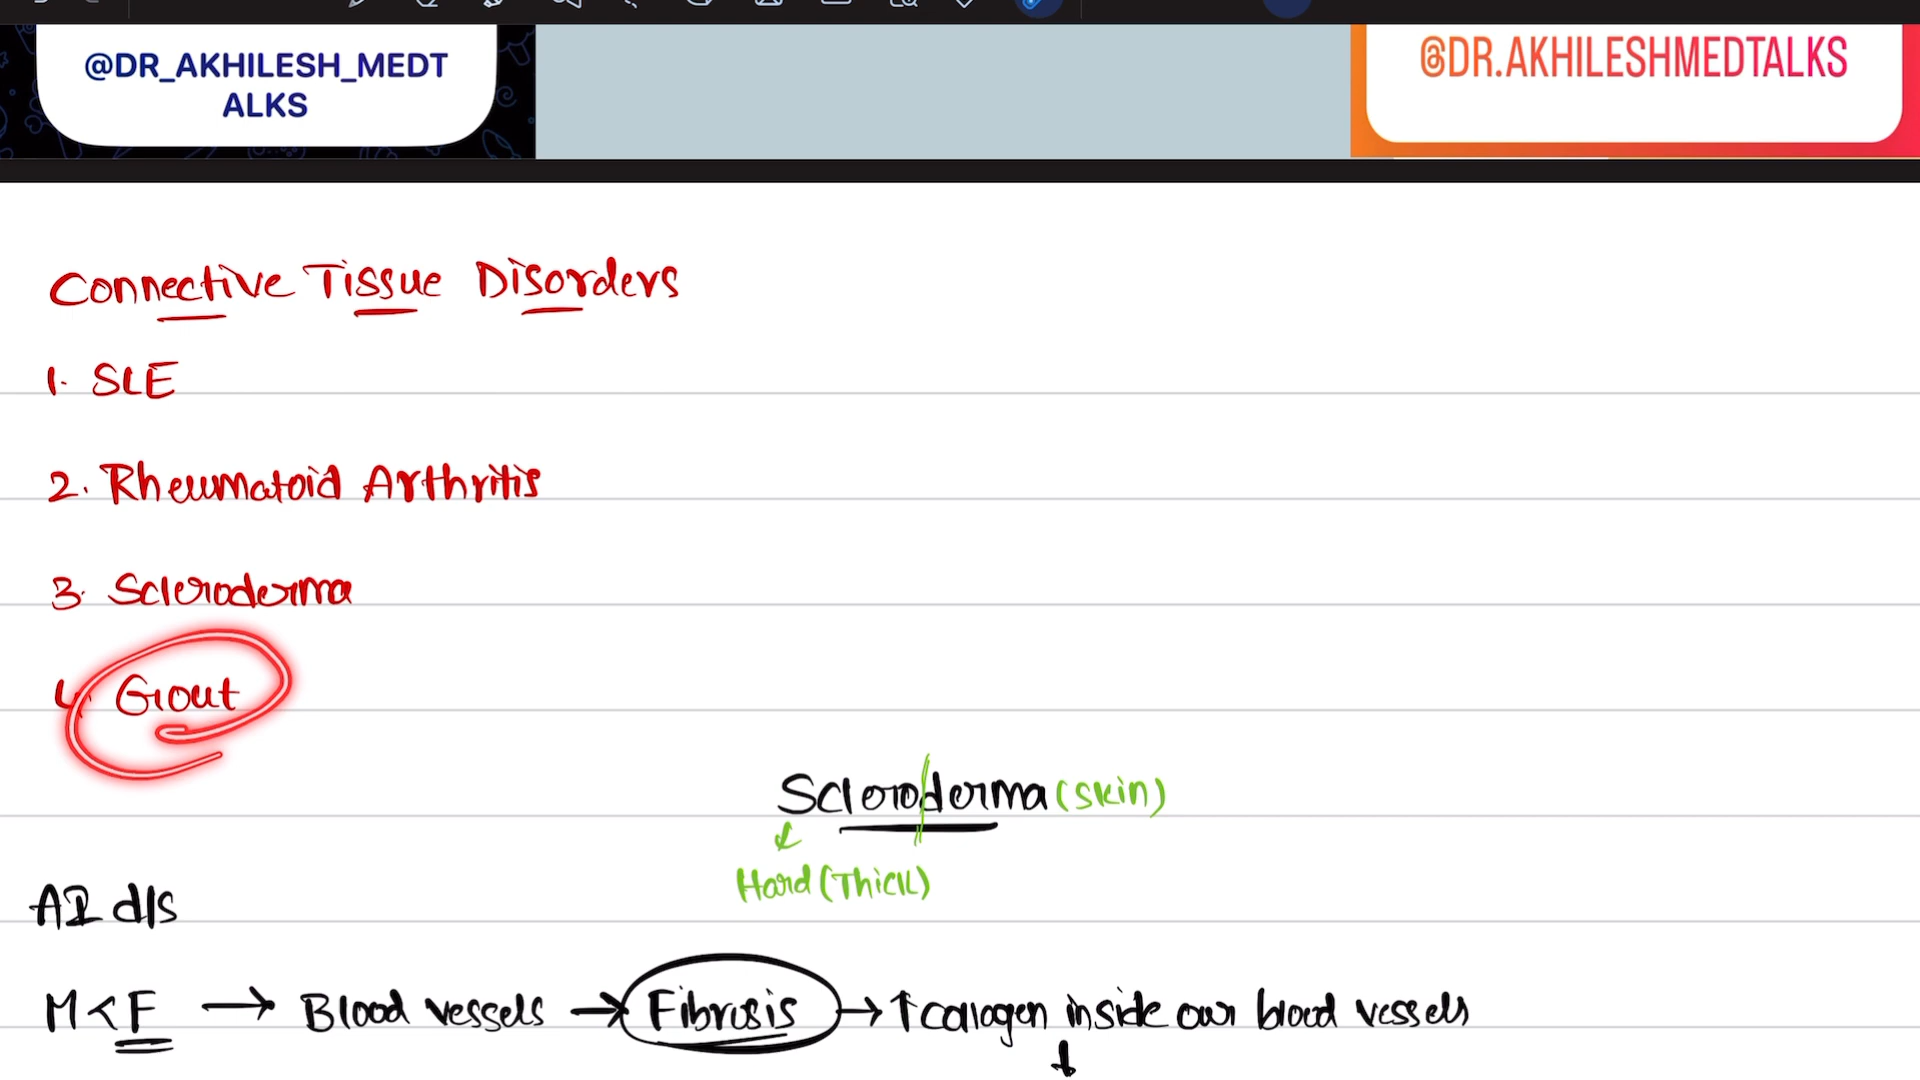 @DR_AKHILESH_MEDT
ALKS
@DR.AKHILESHMEDTALKS
Connective Tissue Disorders
1. SLE
2. Rheumatoid Arthritis
3. Scleroderma
4. Gout
Scleroderma (skin)
Hard (Thick)
AI d/s
M < F → Blood vessels → Fibrosis → ↑ collagen inside our blood vessels
↓